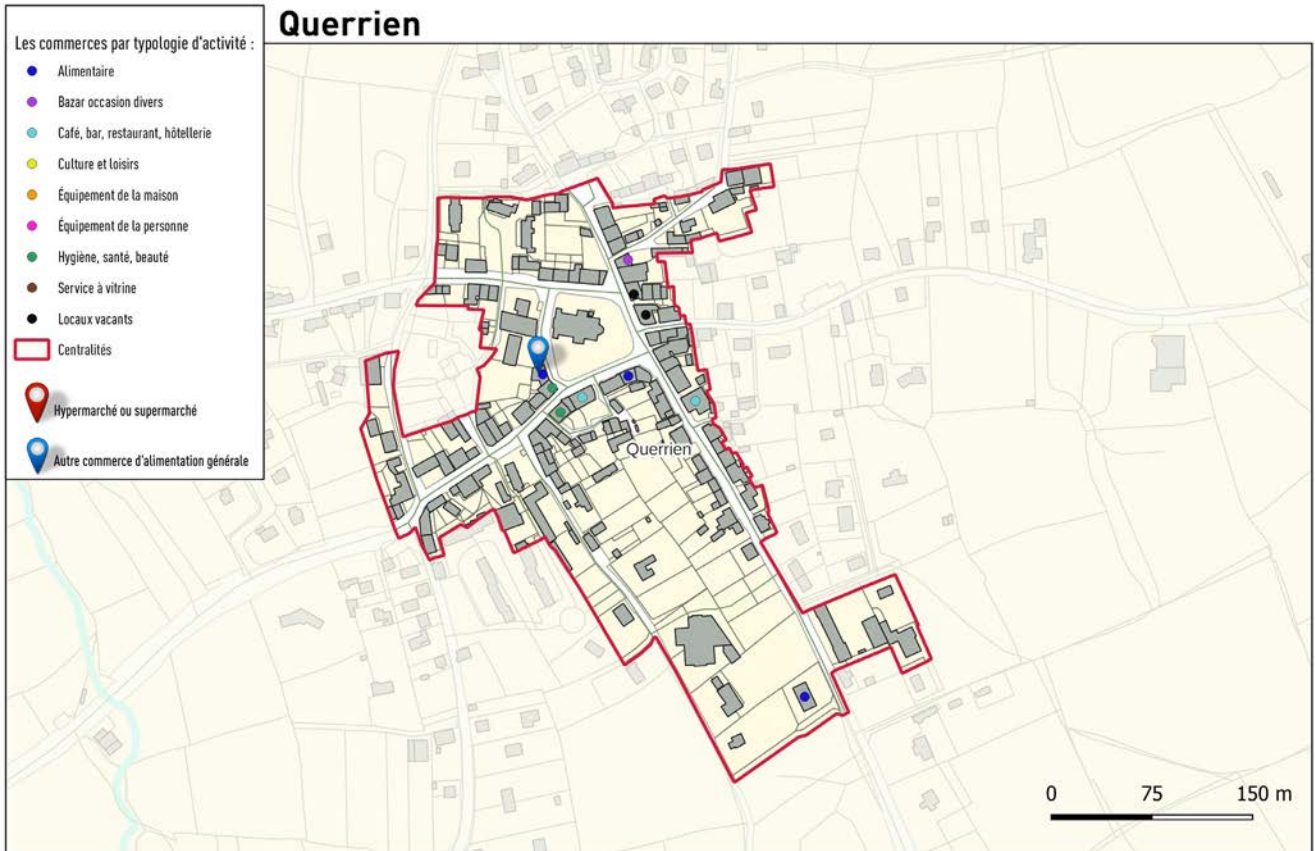 Querrien
Les commerces par typologie d'activité :
Alimentaire
Bazar occasion divers
Café, bar, restaurant, hôtellerie
Culture et loisirs
Équipement de la maison
Équipement de la personne
Hygiène, santé, beauté
Service à vitrine
Locaux vacants
Centralités
Hypermarché ou supermarché
Autre commerce d'alimentation générale
Querrien
0 75 150 m